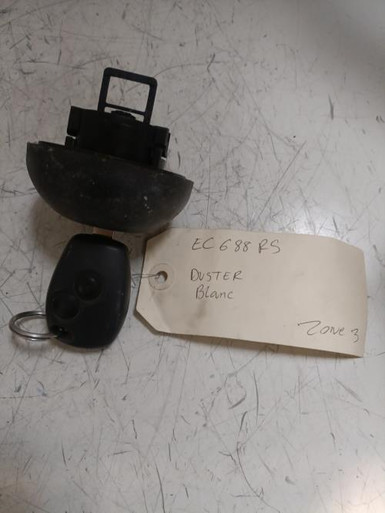 EC 688 RS
DUSTER
Blanc
Zone 3